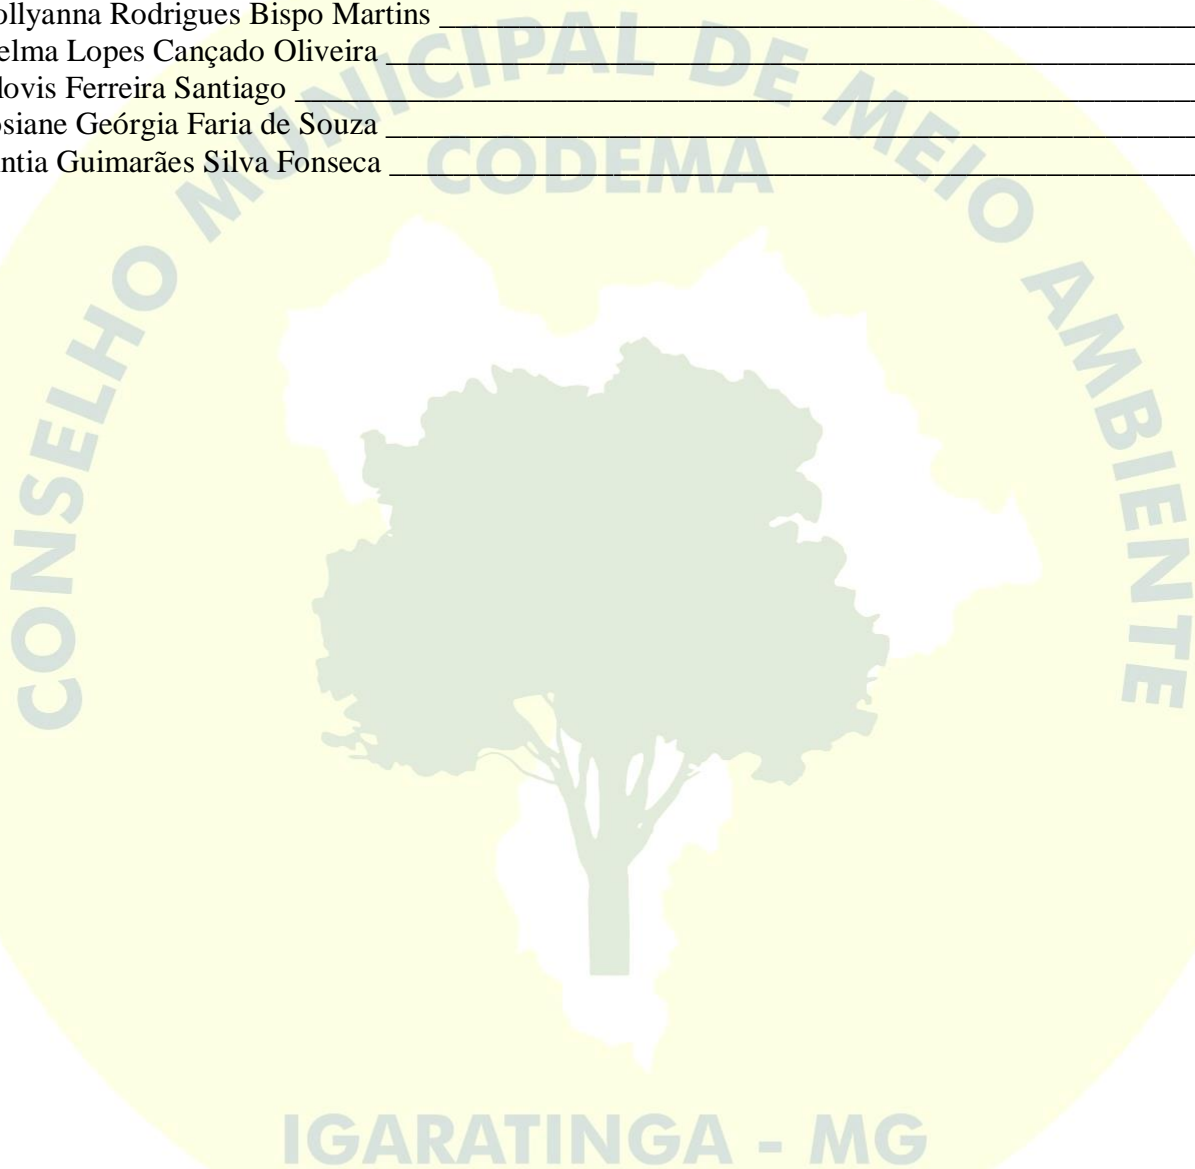 ollyanna Rodrigues Bispo Martins
elma Lopes Cançado Oliveira
lovis Ferreira Santiago
osiane Geórgia Faria de Souza
ntia Guimarães Silva Fonseca
CONSELHO MUNICIPAL DE MEIO AMBIENTE
CODEMA
IGARATINGA - MG